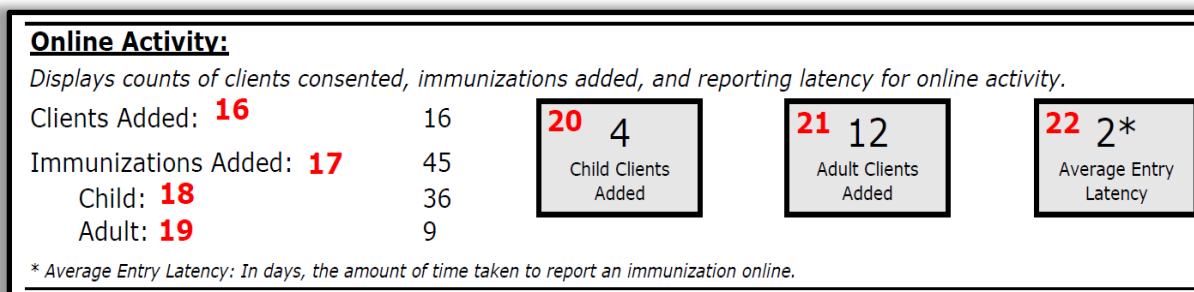 Online Activity:
Displays counts of clients consented, immunizations added, and reporting latency for online activity.
Clients Added: 16 16
Immunizations Added: 17 45
Child: 18 36
Adult: 19 9
20 4
Child Clients
Added
21 12
Adult Clients
Added
22 2*
Average Entry
Latency
* Average Entry Latency: In days, the amount of time taken to report an immunization online.